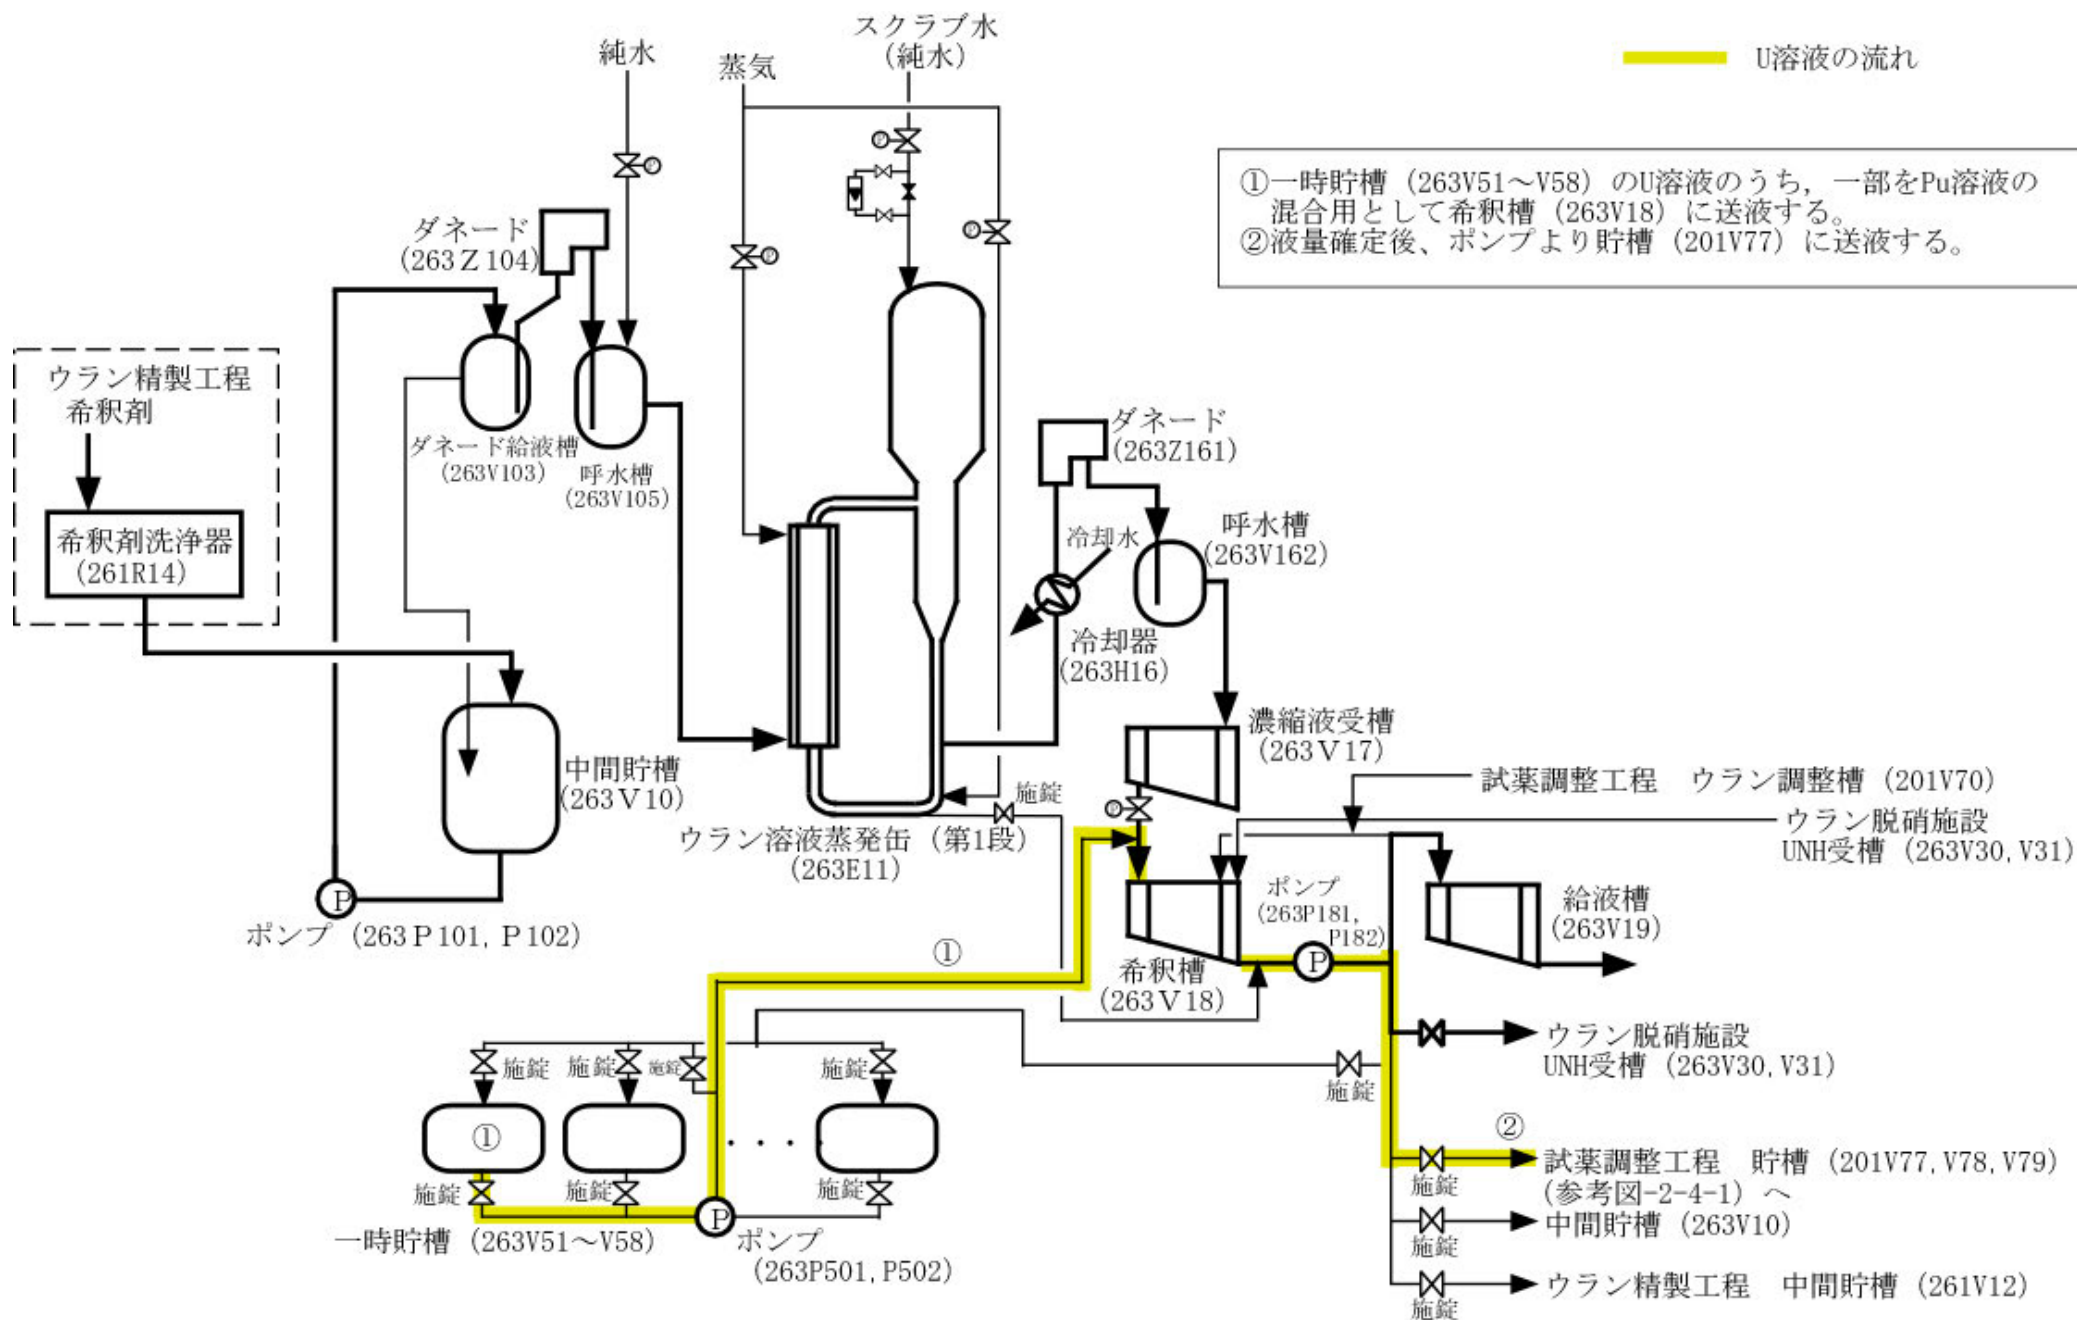 純水
蒸気
スクラブ水
(純水)
U溶液の流れ
①一時貯槽 (263V51～V58) のU溶液のうち, 一部をPu溶液の
混合用として希釈槽 (263V18) に送液する。
②液量確定後、ポンプより貯槽 (201V77) に送液する。
P
P
P
P
ダネード
(263Z104)
ウラン精製工程
希釈剤
希釈剤洗浄器
(261R14)
ダネード給液槽
(263V103)
呼水槽
(263V105)
ダネード
(263Z161)
冷却水
呼水槽
(263V162)
冷却器
(263H16)
中間貯槽
(263V10)
濃縮液受槽
(263V17)
P
施錠
ウラン溶液蒸発缶 (第1段)
(263E11)
試薬調整工程 ウラン調整槽 (201V70)
ウラン脱硝施設
UNH受槽 (263V30, V31)
P
ポンプ (263P101, P102)
ポンプ
(263P181,
P182)
給液槽
(263V19)
①
P
希釈槽
(263V18)
ウラン脱硝施設
UNH受槽 (263V30, V31)
施錠
施錠
施錠
施錠
施錠
①
・・・・
②
試薬調整工程 貯槽 (201V77, V78, V79)
(参考図-2-4-1) へ
施錠
施錠
施錠
施錠
P
一時貯槽 (263V51～V58)
ポンプ
(263P501, P502)
中間貯槽 (263V10)
施錠
ウラン精製工程 中間貯槽 (261V12)
施錠